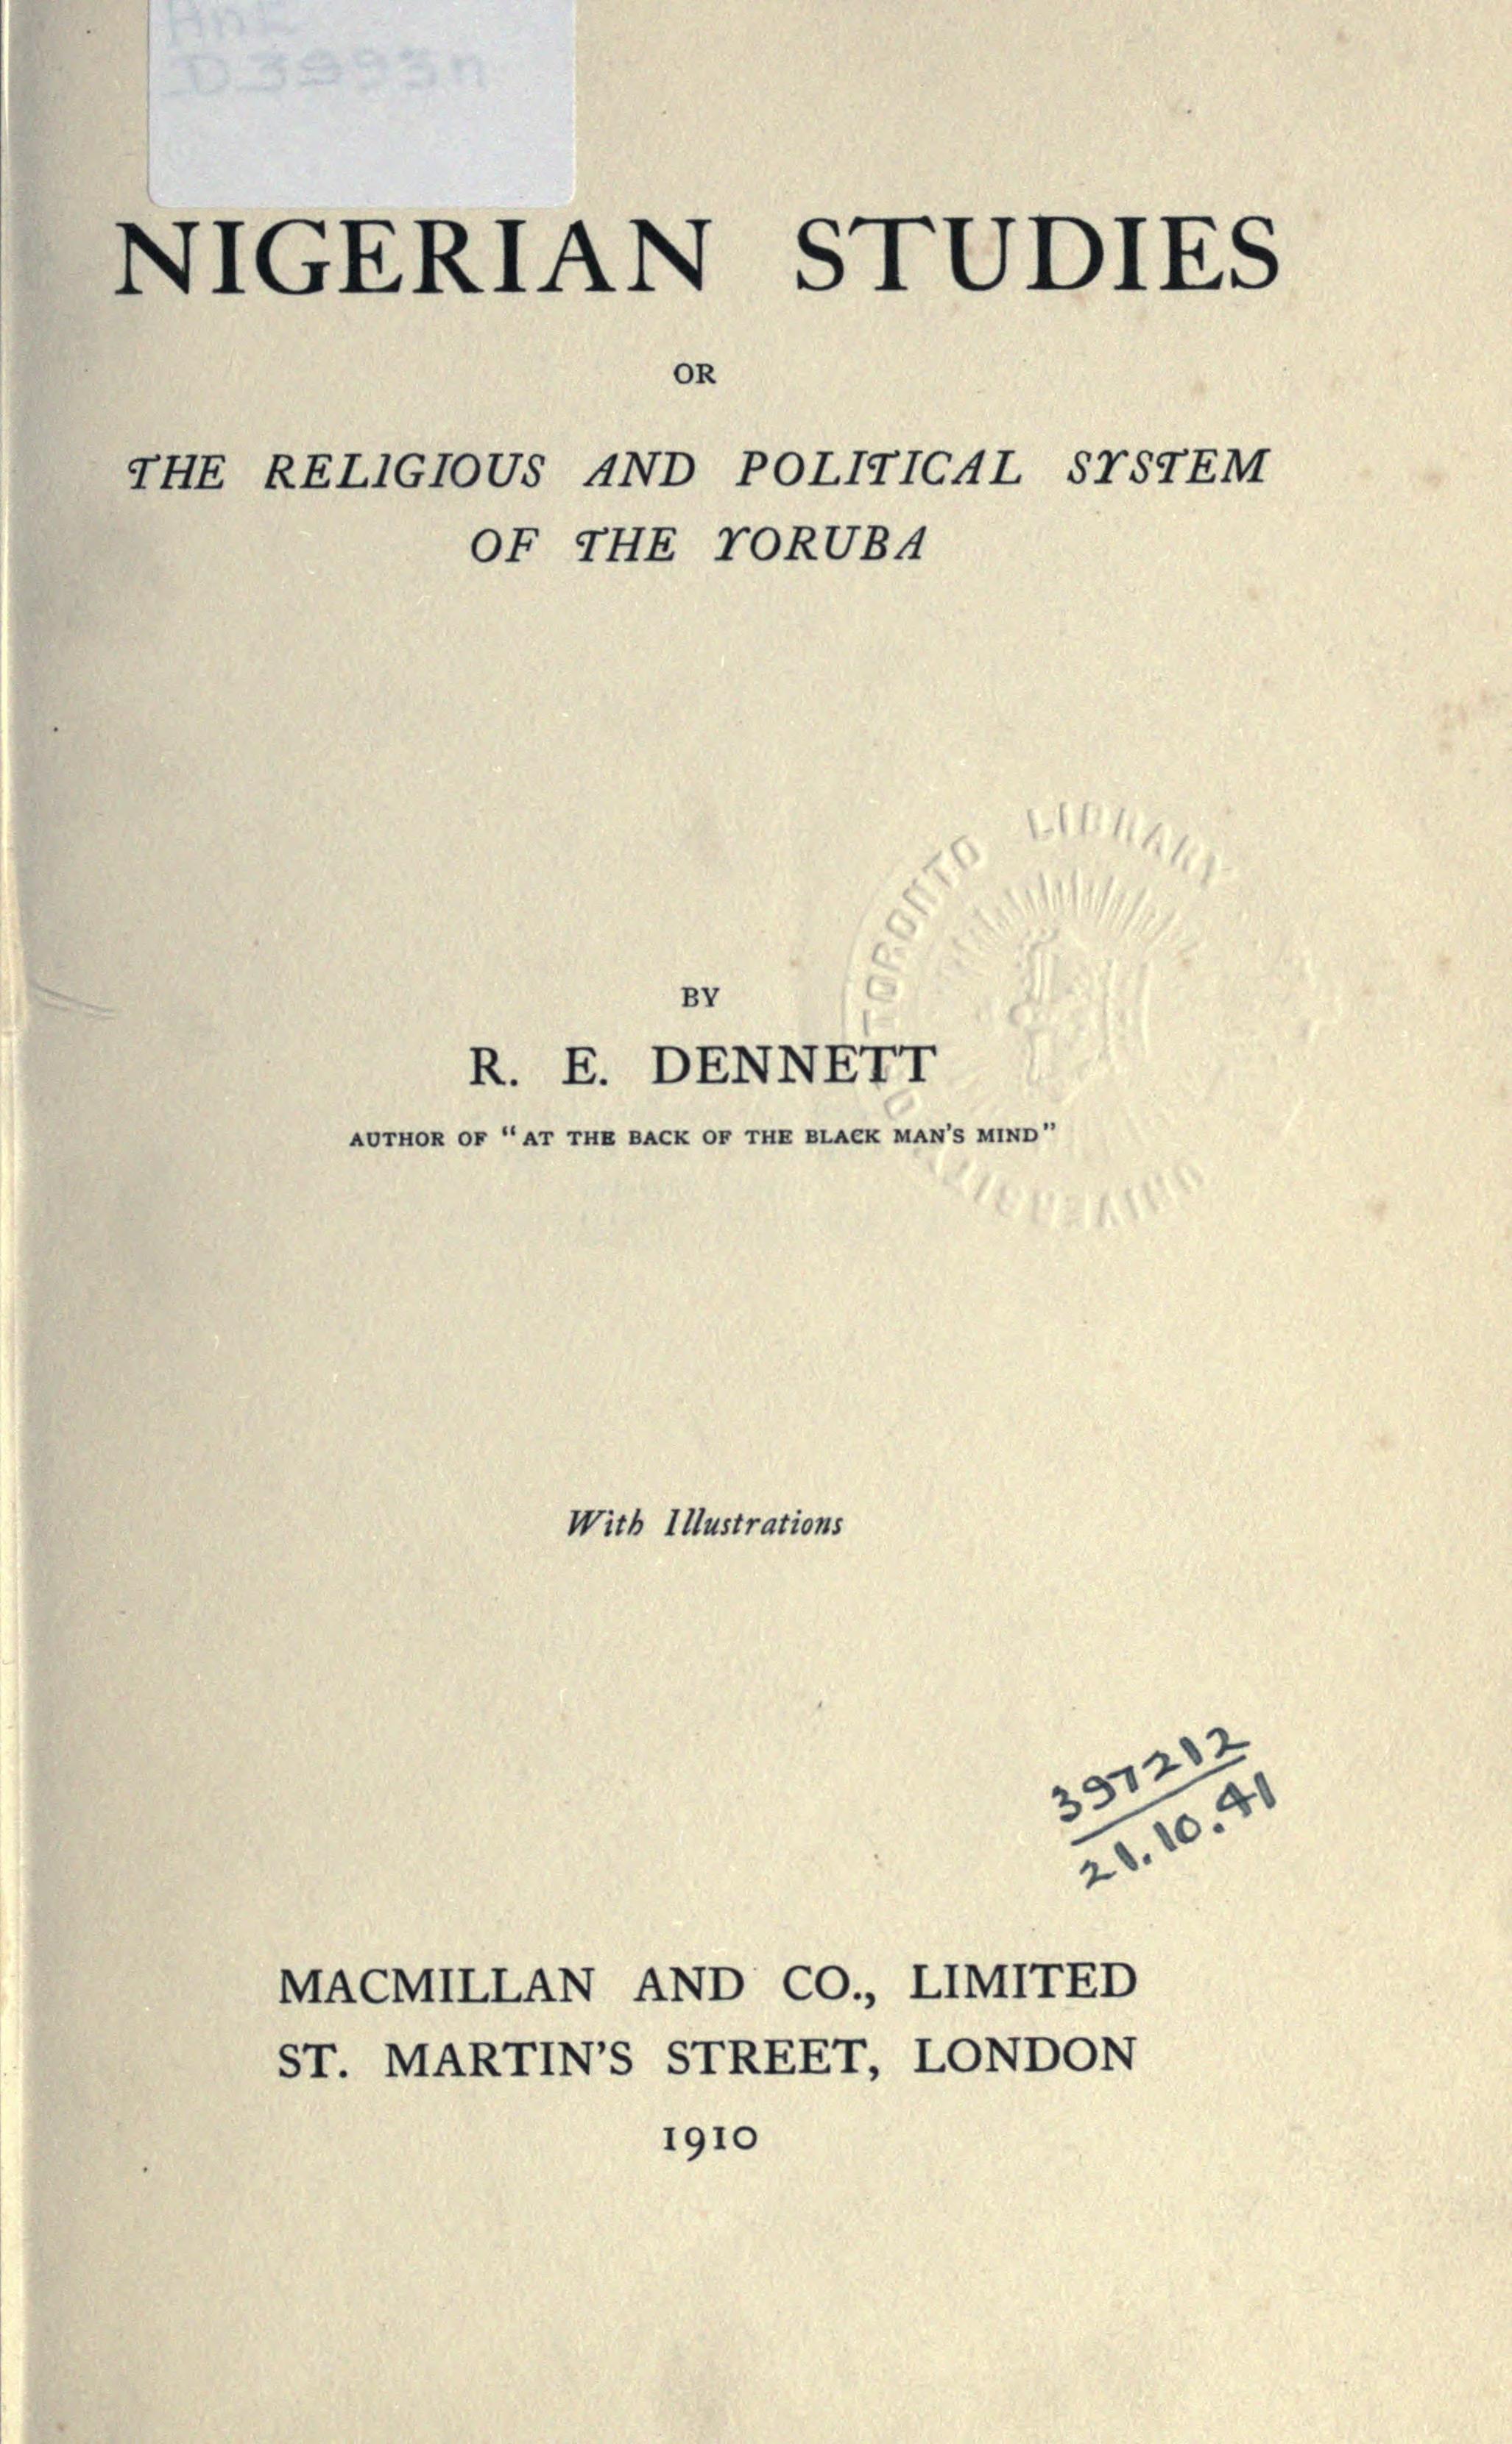 NIGERIAN STUDIES
OR
THE RELIGIOUS AND POLITICAL SYSTEM
OF THE YORUBA
TORONTO LIBRARY
BY
R. E. DENNETT
AUTHOR OF "AT THE BACK OF THE BLACK MAN'S MIND"
With Illustrations
397212
21.10.41
MACMILLAN AND CO., LIMITED
ST. MARTIN'S STREET, LONDON
1910